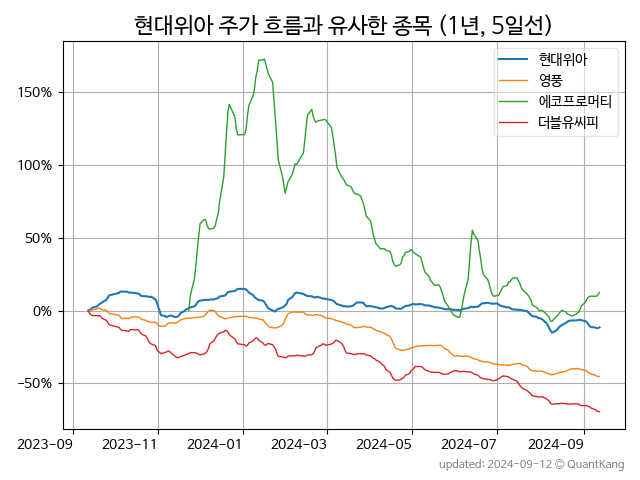 현대위아 주가 흐름과 유사한 종목 (1년, 5일선)
현대위아
영풍
에코프로머티
더블유씨피
150%
100%
50%
0%
−50%
2023-09
2023-11
2024-01
2024-03
2024-05
2024-07
2024-09
updated: 2024-09-12 © QuantKang